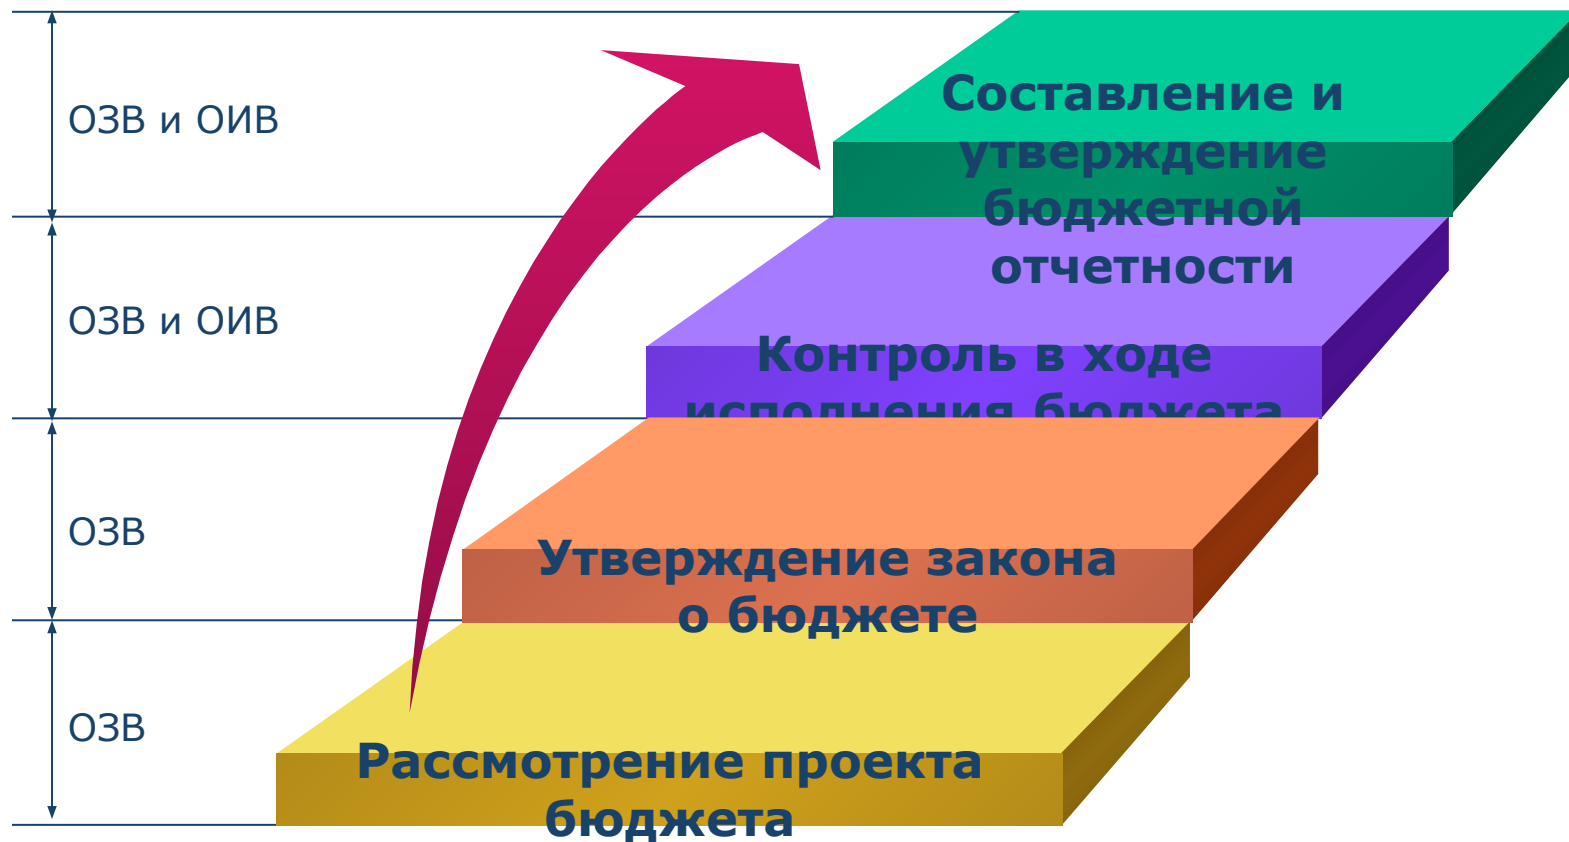 ОЗВ и ОИВ
Составление и
утверждение
бюджетной
отчетности
ОЗВ и ОИВ
Контроль в ходе
исполнения бюджета
ОЗВ
Утверждение закона
о бюджете
ОЗВ
Рассмотрение проекта
бюджета